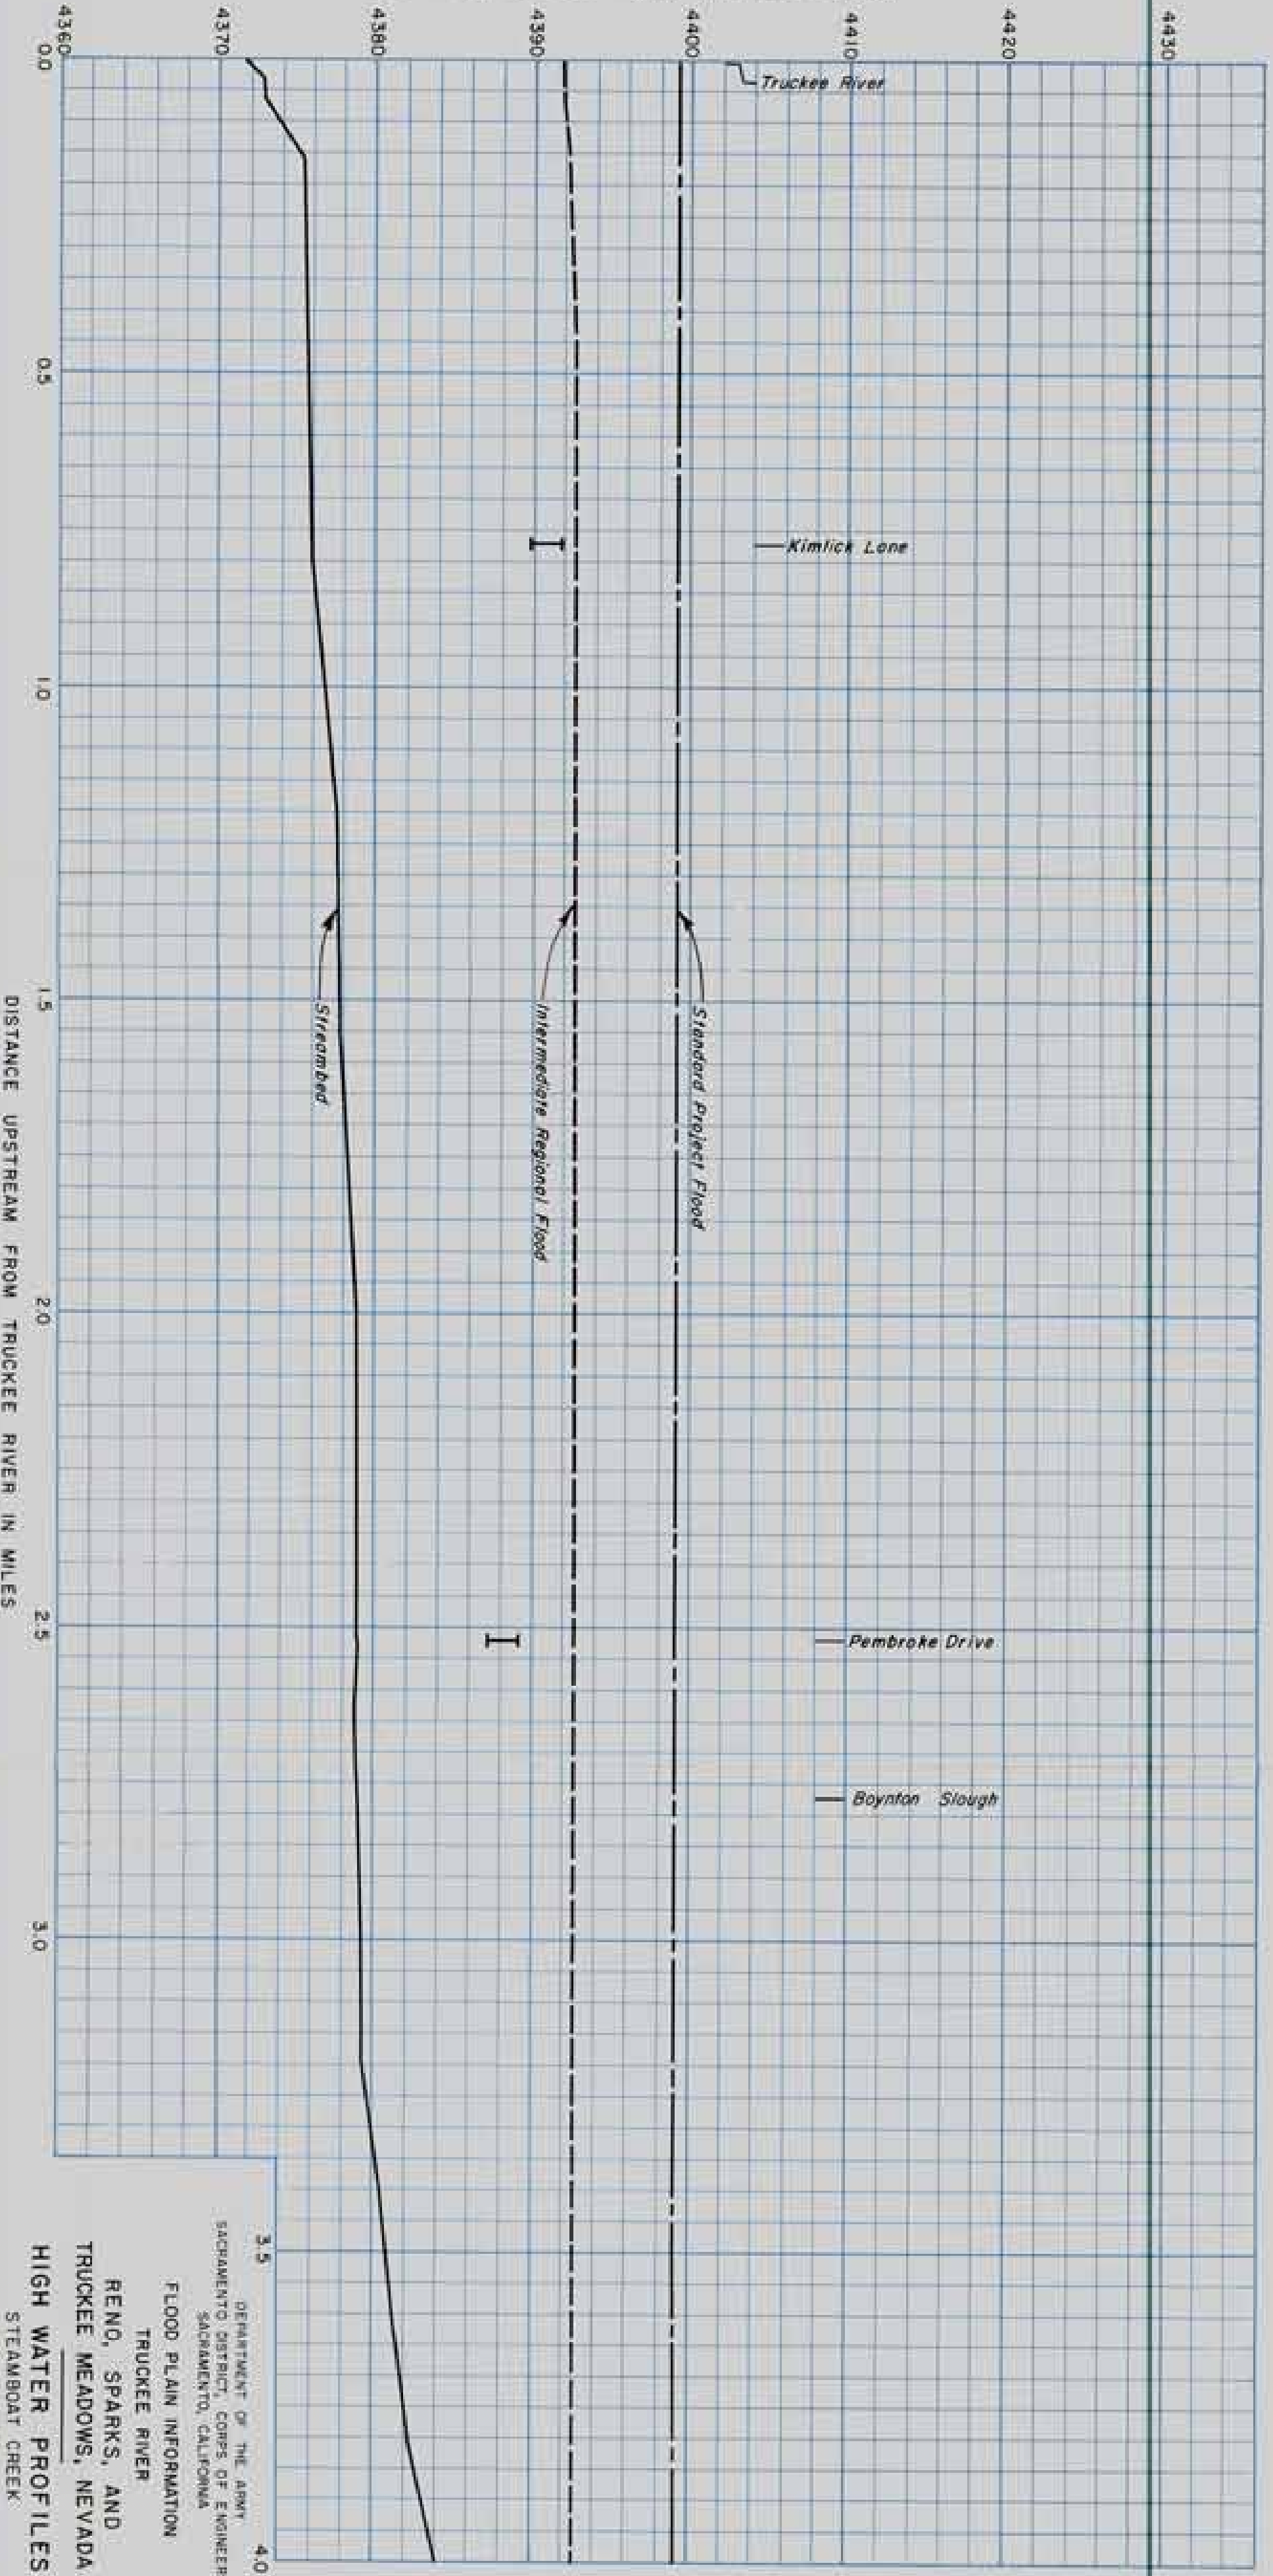 4430
4420
4410
4400
4390
4380
4370
4360
Truckee River
Kimlick Lane
Pembroke Drive
Boynton Slough
Standard Project Flood
Intermediate Regional Flood
Streambed
0.0
0.5
1.0
1.5
2.0
2.5
3.0
3.5
4.0
DISTANCE UPSTREAM FROM TRUCKEE RIVER IN MILES
DEPARTMENT OF THE ARMY
SACRAMENTO DISTRICT, CORPS OF ENGINEER
SACRAMENTO, CALIFORNIA
FLOOD PLAIN INFORMATION
TRUCKEE RIVER
RENO, SPARKS, AND
TRUCKEE MEADOWS, NEVADA
HIGH WATER PROFILES
STEAMBOAT CREEK